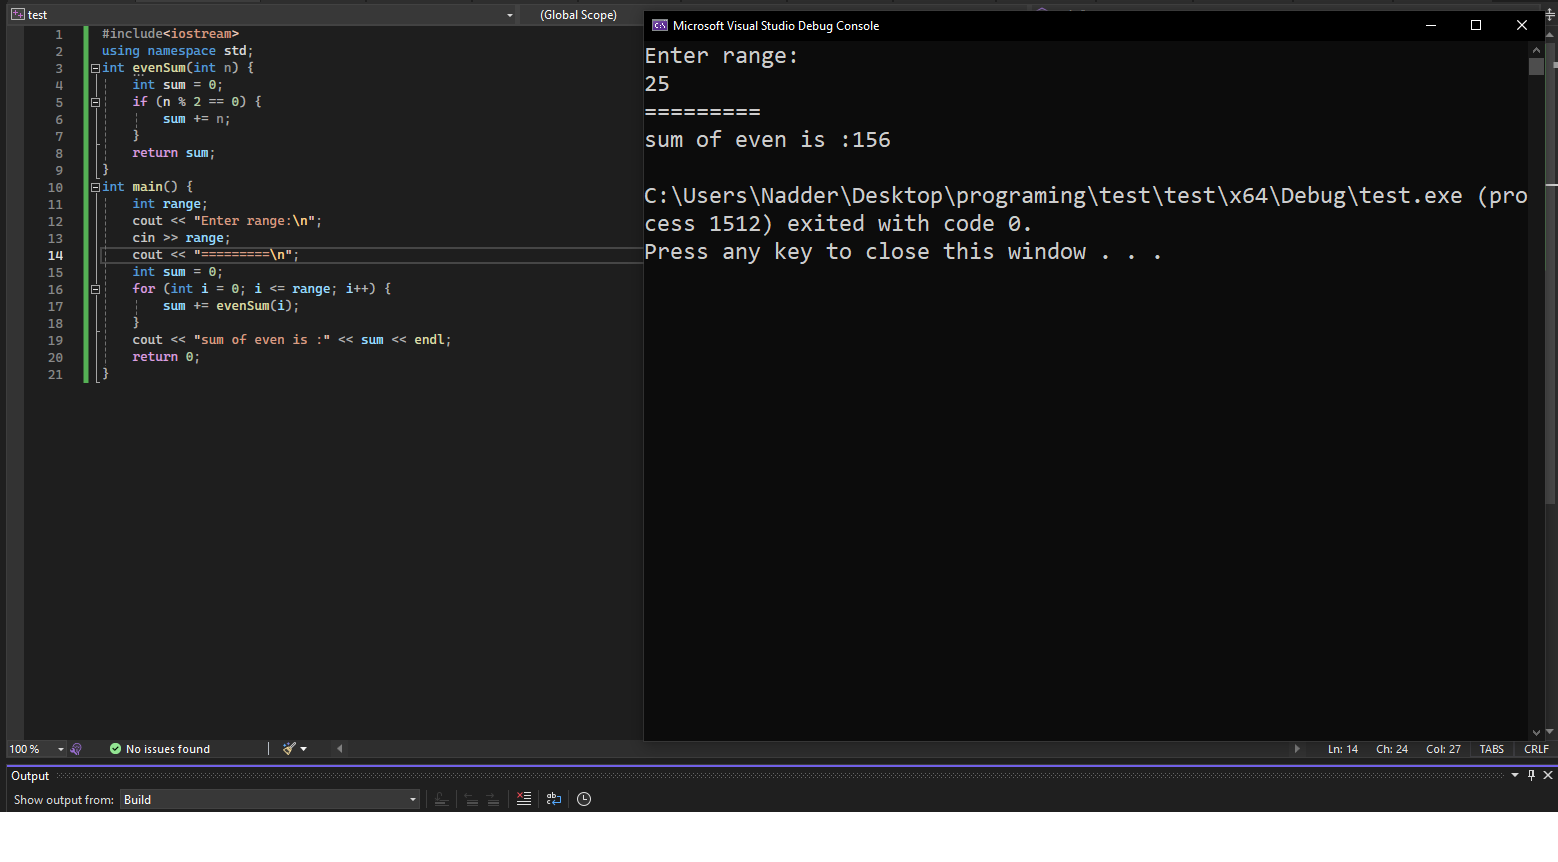 test
(Global Scope)
1 #include<iostream>
2 using namespace std;
3 int evenSum(int n) {
4 int sum = 0;
5 if (n % 2 == 0) {
6 sum += n;
7 }
8 return sum;
9 }
10 int main() {
11 int range;
12 cout << "Enter range:\n";
13 cin >> range;
14 cout << "=========\n";
15 int sum = 0;
16 for (int i = 0; i <= range; i++) {
17 sum += evenSum(i);
18 }
19 cout << "sum of even is :" << sum << endl;
20 return 0;
21 }
Microsoft Visual Studio Debug Console
Enter range:
25
=========
sum of even is :156
C:\Users\Nadder\Desktop\programing\test\test\x64\Debug\test.exe (pro
cess 1512) exited with code 0.
Press any key to close this window . . .
100 % No issues found Ln: 14 Ch: 24 Col: 27 TABS CRLF
Output
Show output from: Build